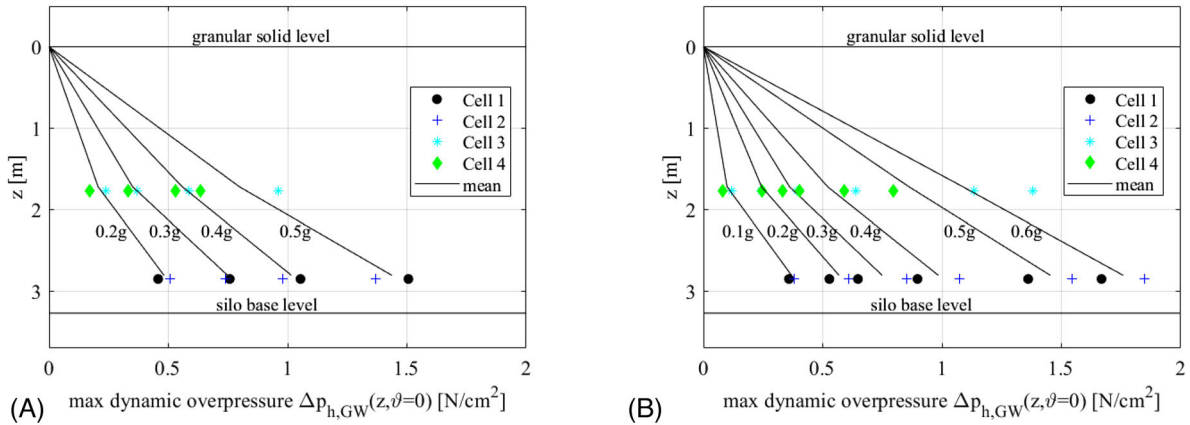 granular solid level
0
1
2
3
z [m]
Cell 1
Cell 2
Cell 3
Cell 4
mean
0.2g
0.3g
0.4g
0.5g
silo base level
0
0.5
1
1.5
2
(A)
max dynamic overpressure Δp_{h,GW}(z,ϑ=0) [N/cm²]
granular solid level
0
1
2
3
z [m]
Cell 1
Cell 2
Cell 3
Cell 4
mean
0.1g
0.2g
0.3g
0.4g
0.5g
0.6g
silo base level
0
0.5
1
1.5
2
(B)
max dynamic overpressure Δp_{h,GW}(z,ϑ=0) [N/cm²]